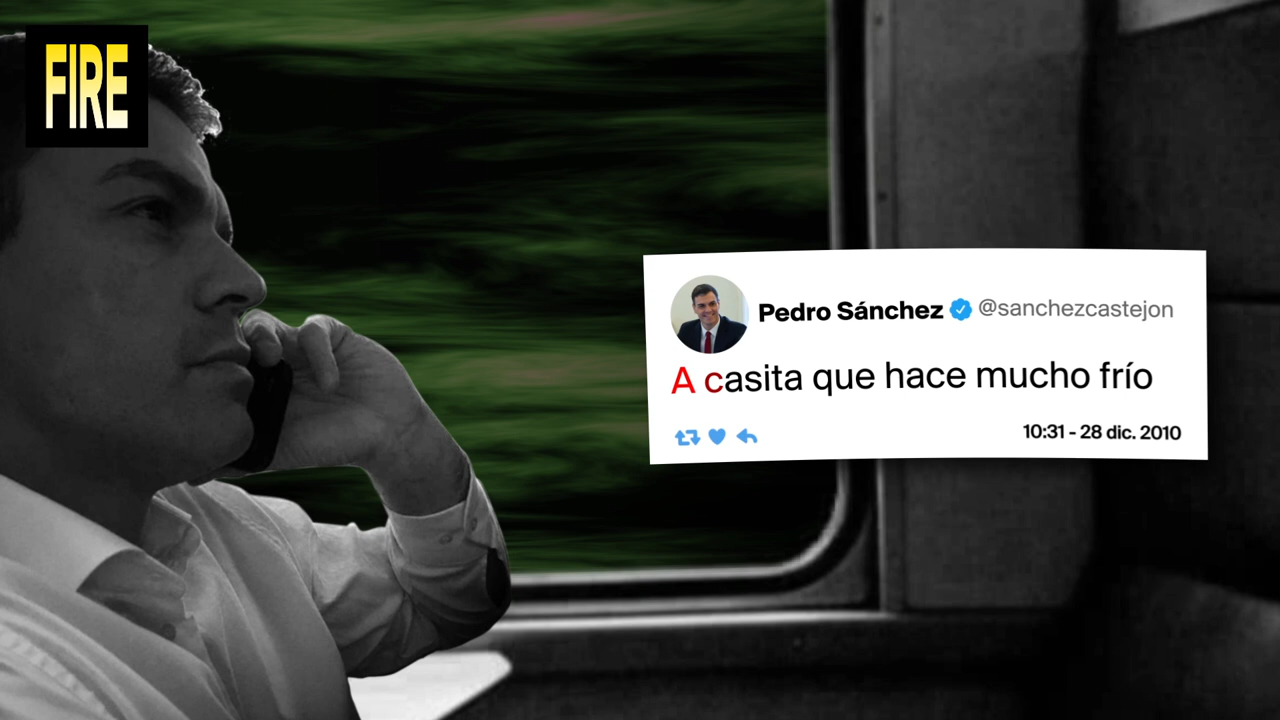 FIRE
Pedro Sánchez @sanchezcastejon
A casita que hace mucho frío
10:31 - 28 dic. 2010